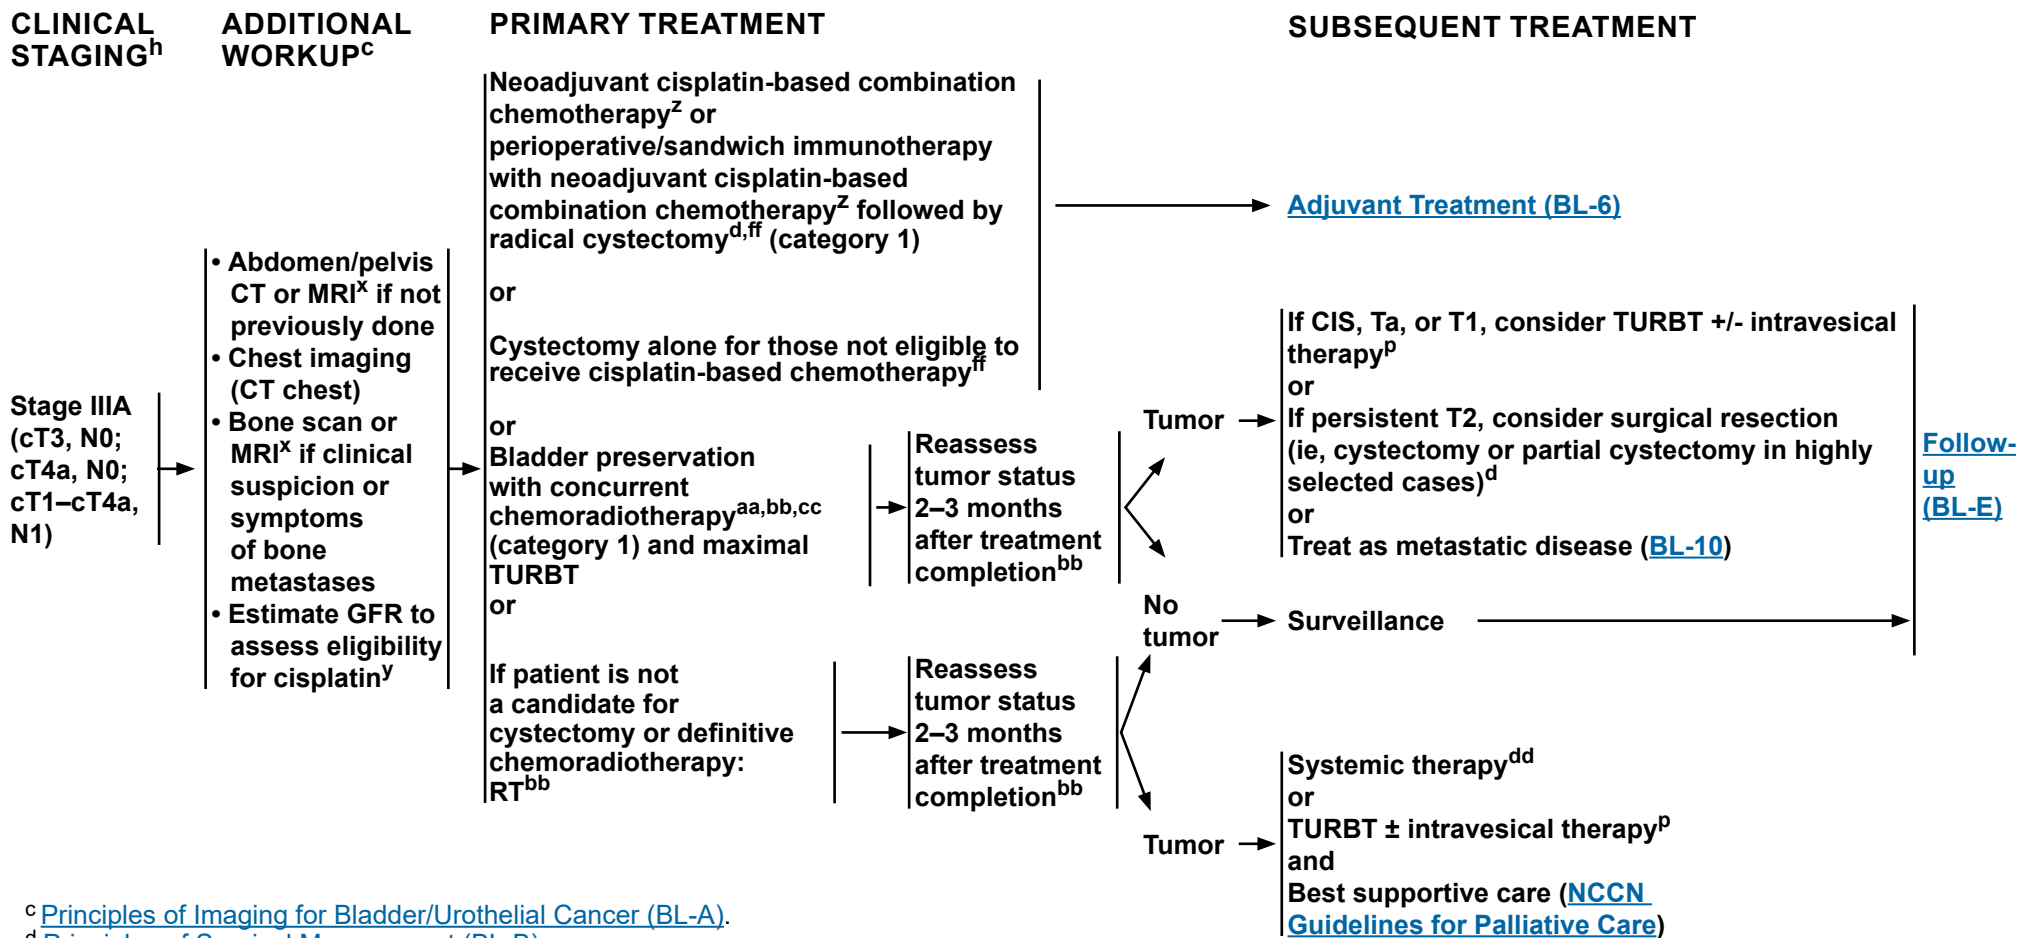 CLINICAL
STAGINGh
ADDITIONAL
WORKUPc
PRIMARY TREATMENT
SUBSEQUENT TREATMENT
Stage IIIA
(cT3, N0;
cT4a, N0;
cT1–cT4a,
N1)
• Abdomen/pelvis
CT or MRIx if not
previously done
• Chest imaging
(CT chest)
• Bone scan or
MRIx if clinical
suspicion or
symptoms
of bone
metastases
• Estimate GFR to
assess eligibility
for cisplatiny
Neoadjuvant cisplatin-based combination
chemotherapyz or
perioperative/sandwich immunotherapy
with neoadjuvant cisplatin-based
combination chemotherapyz followed by
radical cystectomyd,ff (category 1)
or
Cystectomy alone for those not eligible to
receive cisplatin-based chemotherapyff
or
Bladder preservation
with concurrent
chemoradiotherapyaa,bb,cc
(category 1) and maximal
TURBT
or
If patient is not
a candidate for
cystectomy or definitive
chemoradiotherapy:
RTbb
Reassess
tumor status
2–3 months
after treatment
completionbb
Reassess
tumor status
2–3 months
after treatment
completionbb
Tumor
No
tumor
Tumor
Adjuvant Treatment (BL-6)
If CIS, Ta, or T1, consider TURBT +/- intravesical
therapyp
or
If persistent T2, consider surgical resection
(ie, cystectomy or partial cystectomy in highly
selected cases)d
or
Treat as metastatic disease (BL-10)
Surveillance
Systemic therapydd
or
TURBT ± intravesical therapyp
and
Best supportive care (NCCN
Guidelines for Palliative Care)
Follow-
up
(BL-E)
c Principles of Imaging for Bladder/Urothelial Cancer (BL-A).
d Principles of Surgical Management (BL-B)